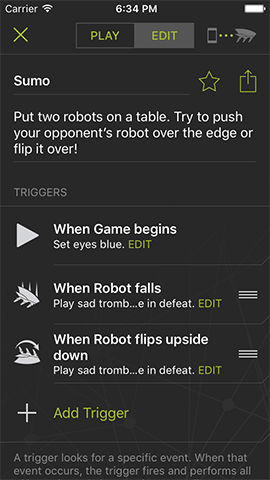 Carrier 5:34 PM
PLAY EDIT
Sumo
Put two robots on a table. Try to push
your opponent's robot over the edge or
flip it over!
TRIGGERS
When Game begins
Set eyes blue. EDIT
When Robot falls
Play sad tromb...e in defeat. EDIT
When Robot flips upside
down
Play sad tromb...e in defeat. EDIT
Add Trigger
A trigger looks for a specific event. When that
event occurs, the trigger fires and performs all